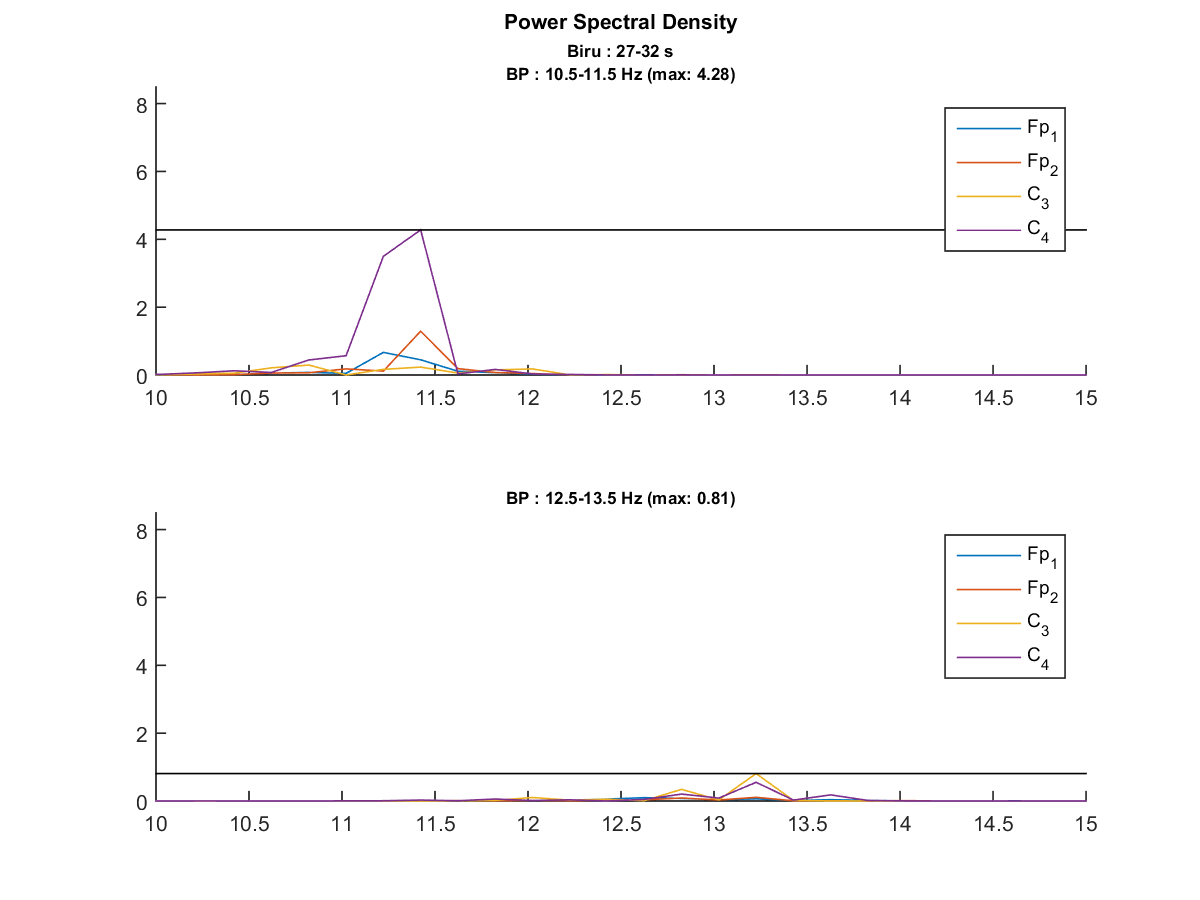 Power Spectral Density
Biru : 27-32 s
BP : 10.5-11.5 Hz (max: 4.28)
8
6
4
2
0
10 10.5 11 11.5 12 12.5 13 13.5 14 14.5 15
Fp1
Fp2
C3
C4
BP : 12.5-13.5 Hz (max: 0.81)
8
6
4
2
0
10 10.5 11 11.5 12 12.5 13 13.5 14 14.5 15
Fp1
Fp2
C3
C4